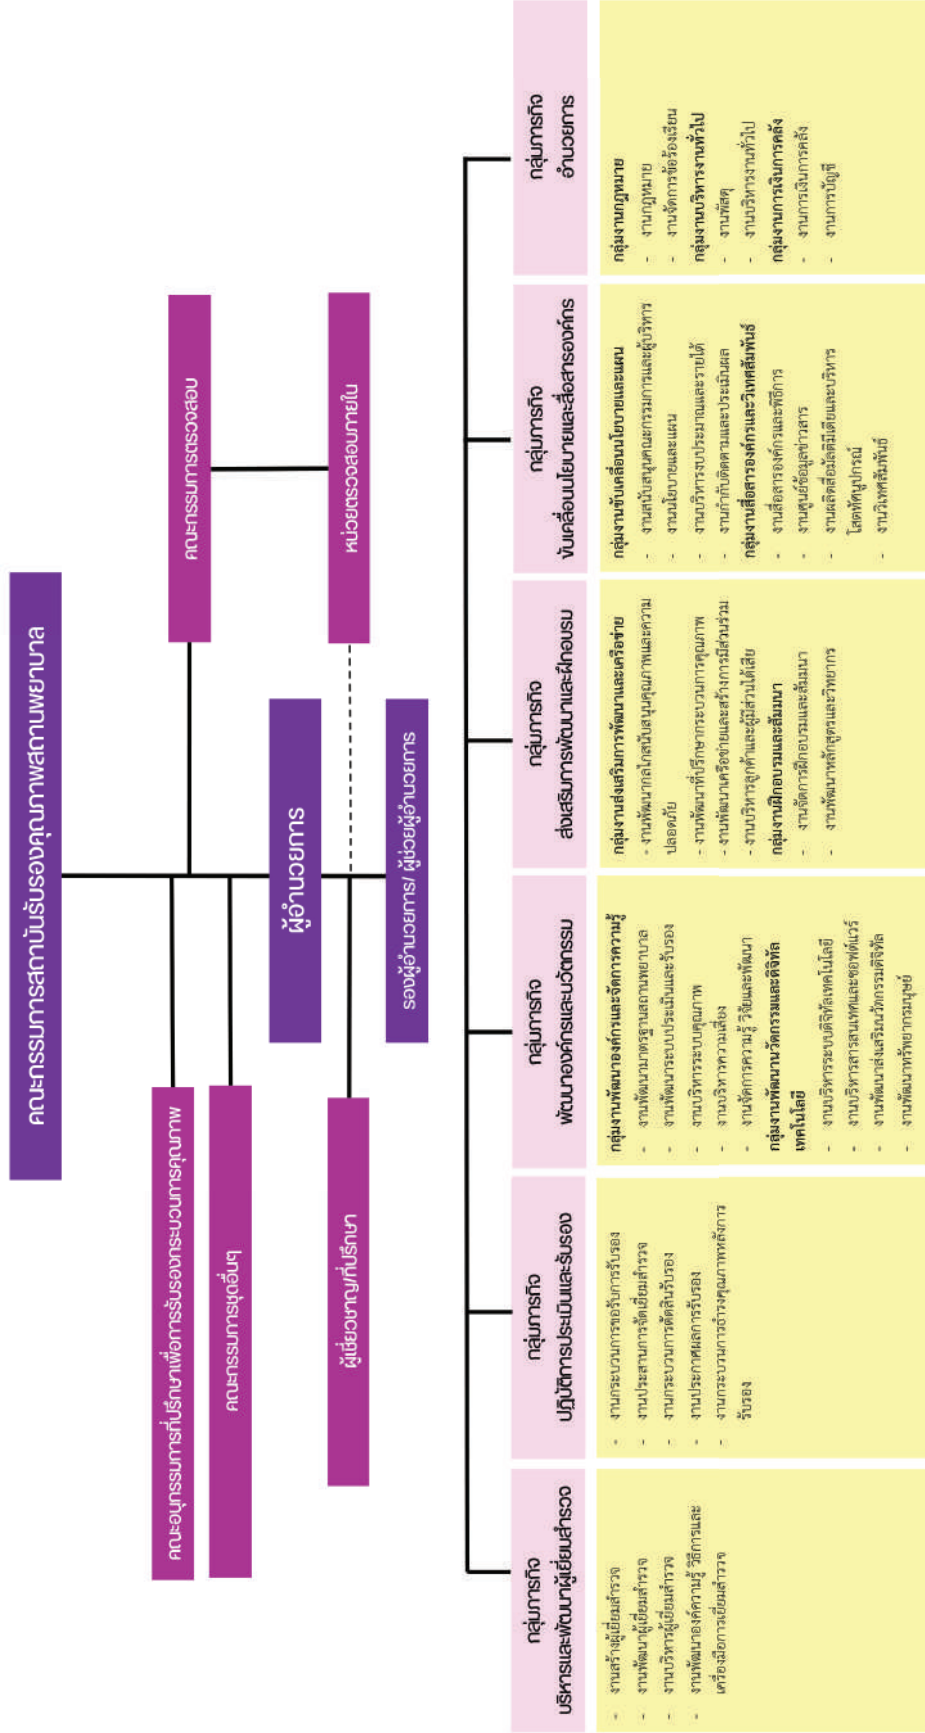 คณะกรรมการสถาบันรับรองคุณภาพสถานพยาบาล
คณะกรรมการตรวจสอบ
คณะอนุกรรมการที่ปรึกษาเพื่อการรับรองกระบวนการคุณภาพ
คณะกรรมการชุดอื่นๆ
ผู้อำนวยการ
หน่วยตรวจสอบภายใน
ผู้เชี่ยวชาญ/ที่ปรึกษา
รองผู้อำนวยการ/ ผู้ช่วยผู้อำนวยการ
กลุ่มภารกิจ
บริหารและพัฒนาผู้เยี่ยมสำรวจ
- งานสร้างผู้เยี่ยมสำรวจ
- งานพัฒนาผู้เยี่ยมสำรวจ
- งานบริหารผู้เยี่ยมสำรวจ
- งานพัฒนาองค์ความรู้ วิธีการและ
เครื่องมือการเยี่ยมสำรวจ
กลุ่มภารกิจ
ปฏิบัติการประเมินและรับรอง
- งานกระบวนการขอรับการรับรอง
- งานประสานการจัดเยี่ยมสำรวจ
- งานกระบวนการตัดสินรับรอง
- งานประกาศผลการรับรอง
- งานกระบวนการธำรงคุณภาพหลังการ
รับรอง
กลุ่มภารกิจ
พัฒนาองค์กรและนวัตกรรม
กลุ่มงานพัฒนาองค์กรและจัดการความรู้
- งานพัฒนามาตรฐานสถานพยาบาล
- งานพัฒนาระบบประเมินและรับรอง
- งานบริหารระบบคุณภาพ
- งานบริหารความเสี่ยง
- งานจัดการความรู้ วิจัยและพัฒนา
กลุ่มงานพัฒนานวัตกรรมและดิจิทัล
เทคโนโลยี
- งานบริหารระบบดิจิทัลเทคโนโลยี
- งานบริหารสารสนเทศและซอฟต์แวร์
- งานพัฒนาส่งเสริมนวัตกรรมดิจิทัล
- งานพัฒนาทรัพยากรมนุษย์
กลุ่มภารกิจ
ส่งเสริมการพัฒนาและฝึกอบรม
กลุ่มงานส่งเสริมการพัฒนาและเครือข่าย
- งานพัฒนากลไกสนับสนุนคุณภาพและความ
ปลอดภัย
- งานพัฒนาที่ปรึกษากระบวนการคุณภาพ
- งานพัฒนาเครือข่ายและสร้างการมีส่วนร่วม
- งานบริหารลูกค้าและผู้มีส่วนได้เสีย
กลุ่มงานฝึกอบรมและสัมมนา
- งานจัดการฝึกอบรมและสัมมนา
- งานพัฒนาหลักสูตรและวิทยากร
กลุ่มภารกิจ
ขับเคลื่อนนโยบายและสื่อสารองค์กร
กลุ่มงานขับเคลื่อนนโยบายและแผน
- งานสนับสนุนคณะกรรมการและผู้บริหาร
- งานนโยบายและแผน
- งานบริหารงบประมาณและรายได้
- งานกำกับติดตามและประเมินผล
กลุ่มงานสื่อสารองค์กรและวิเทศสัมพันธ์
- งานสื่อสารองค์กรและพิธีการ
- งานศูนย์ข้อมูลข่าวสาร
- งานผลิตสื่อมัลติมีเดียและบริหาร
โสตทัศนูปกรณ์
- งานวิเทศสัมพันธ์
กลุ่มภารกิจ
อำนวยการ
กลุ่มงานกฎหมาย
- งานกฎหมาย
- งานจัดการข้อร้องเรียน
กลุ่มงานบริหารงานทั่วไป
- งานพัสดุ
- งานบริหารงานทั่วไป
กลุ่มงานการเงินการคลัง
- งานการเงินการคลัง
- งานการบัญชี